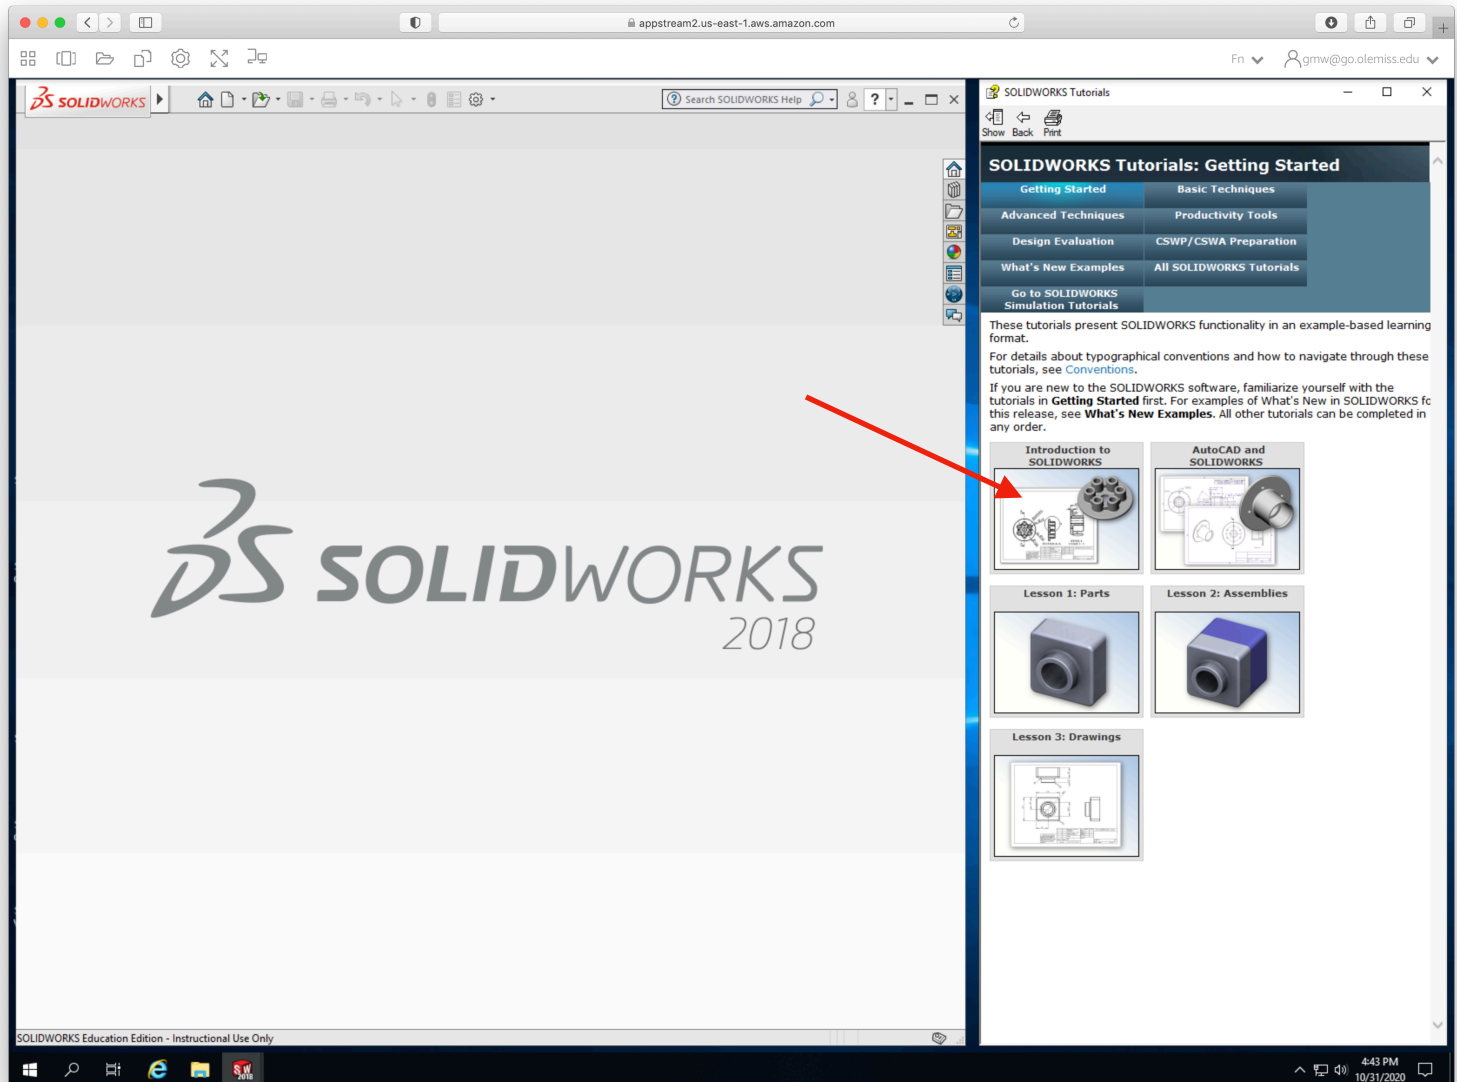 appstream2.us-east-1.aws.amazon.com
Fn
gmw@go.olemiss.edu
SOLIDWORKS
Search SOLIDWORKS Help
?
SOLIDWORKS Tutorials
Show Back Print
SOLIDWORKS Tutorials: Getting Started
Getting Started
Basic Techniques
Advanced Techniques
Productivity Tools
Design Evaluation
CSWP/CSWA Preparation
What's New Examples
All SOLIDWORKS Tutorials
Go to SOLIDWORKS
Simulation Tutorials
These tutorials present SOLIDWORKS functionality in an example-based learning
format.
For details about typographical conventions and how to navigate through these
tutorials, see Conventions.
If you are new to the SOLIDWORKS software, familiarize yourself with the
tutorials in Getting Started first. For examples of What's New in SOLIDWORKS fo
this release, see What's New Examples. All other tutorials can be completed in
any order.
Introduction to
SOLIDWORKS
AutoCAD and
SOLIDWORKS
Lesson 1: Parts
Lesson 2: Assemblies
Lesson 3: Drawings
SOLIDWORKS
2018
SOLIDWORKS Education Edition - Instructional Use Only
SW
2018
4:43 PM
10/31/2020